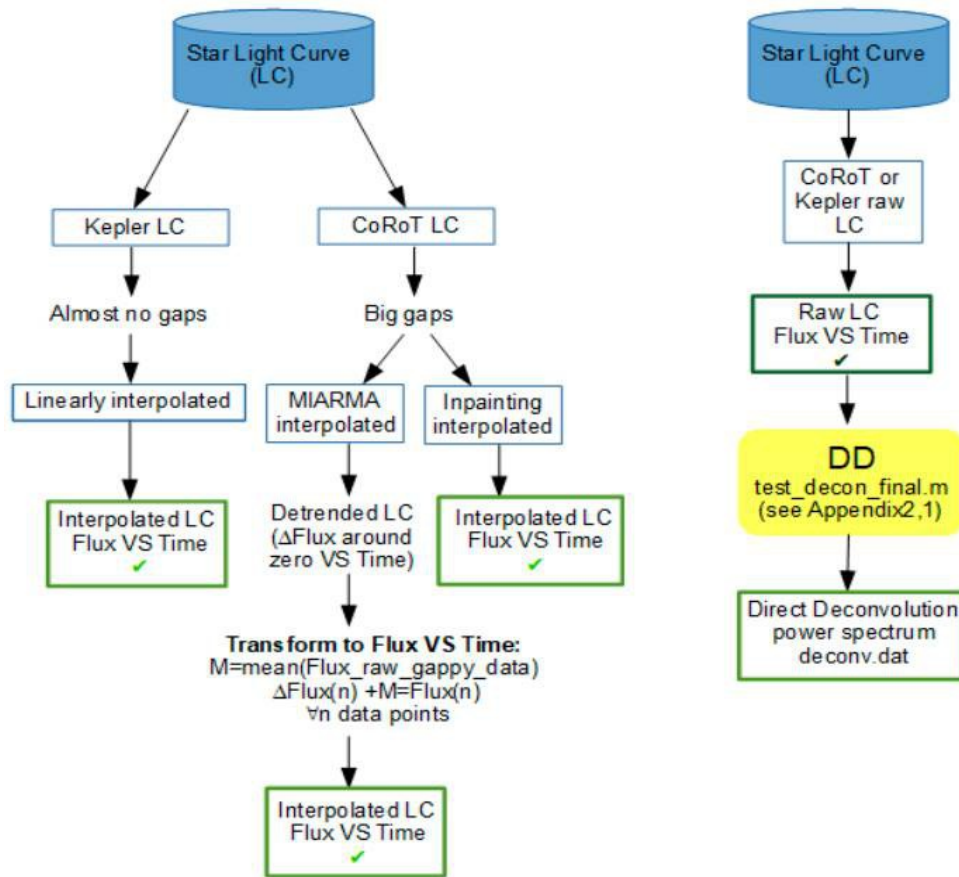 Star Light Curve
(LC)
Kepler LC
CoRoT LC
Almost no gaps
Big gaps
Linearly interpolated
MIARMA
interpolated
Inpainting
interpolated
Interpolated LC
Flux VS Time
✔
Detrended LC
(ΔFlux around
zero VS Time)
Interpolated LC
Flux VS Time
✔
Transform to Flux VS Time:
M=mean(Flux_raw_gappy_data)
ΔFlux(n) +M=Flux(n)
∀n data points
Interpolated LC
Flux VS Time
✔
Star Light Curve
(LC)
CoRoT or
Kepler raw
LC
Raw LC
Flux VS Time
✔
DD
test_decon_final.m
(see Appendix2,1)
Direct Deconvolution
power spectrum
deconv.dat